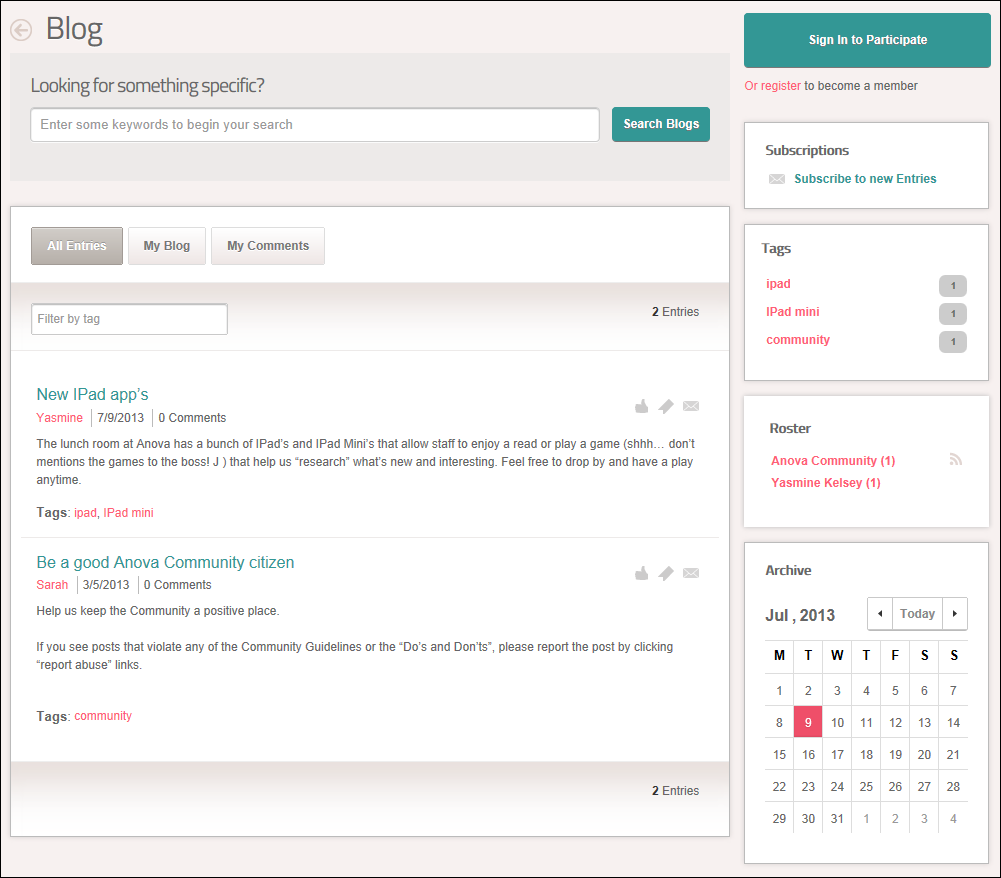 Blog
Looking for something specific?
Enter some keywords to begin your search
Search Blogs
All Entries
My Blog
My Comments
Filter by tag
2 Entries
New IPad app's
Yasmine
7/9/2013
0 Comments
The lunch room at Anova has a bunch of IPad’s and IPad Mini’s that allow staff to enjoy a read or play a game (shhh… don’t
mentions the games to the boss! J ) that help us “research” what’s new and interesting. Feel free to drop by and have a play
anytime.
Tags: ipad, IPad mini
Be a good Anova Community citizen
Sarah
3/5/2013
0 Comments
Help us keep the Community a positive place.
If you see posts that violate any of the Community Guidelines or the “Do’s and Don’ts”, please report the post by clicking
“report abuse” links.
Tags: community
2 Entries
Sign In to Participate
Or register to become a member
Subscriptions
Subscribe to new Entries
Tags
ipad 1
IPad mini 1
community 1
Roster
Anova Community (1)
Yasmine Kelsey (1)
Archive
Jul , 2013
Today
M T W T F S S
1 2 3 4 5 6 7
8 9 10 11 12 13 14
15 16 17 18 19 20 21
22 23 24 25 26 27 28
29 30 31 1 2 3 4